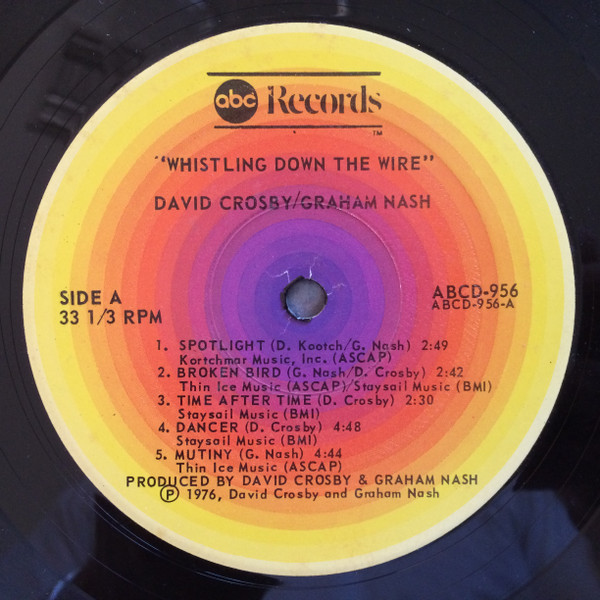 abc Records
TM
"WHISTLING DOWN THE WIRE"
DAVID CROSBY/GRAHAM NASH
SIDE A
33 1/3 RPM
ABCD-956
ABCD-956-A
1. SPOTLIGHT (D. Kootch/G. Nash) 2:49
Kortchmar Music, Inc. (ASCAP)
2. BROKEN BIRD (G. Nash/D. Crosby) 2:42
Thin Ice Music (ASCAP)/Staysail Music (BMI)
3. TIME AFTER TIME (D. Crosby) 2:30
Staysail Music (BMI)
4. DANCER (D. Crosby) 4:48
Staysail Music (BMI)
5. MUTINY (G. Nash) 4:44
Thin Ice Music (ASCAP)
PRODUCED BY DAVID CROSBY & GRAHAM NASH
Ⓟ 1976, David Crosby and Graham Nash